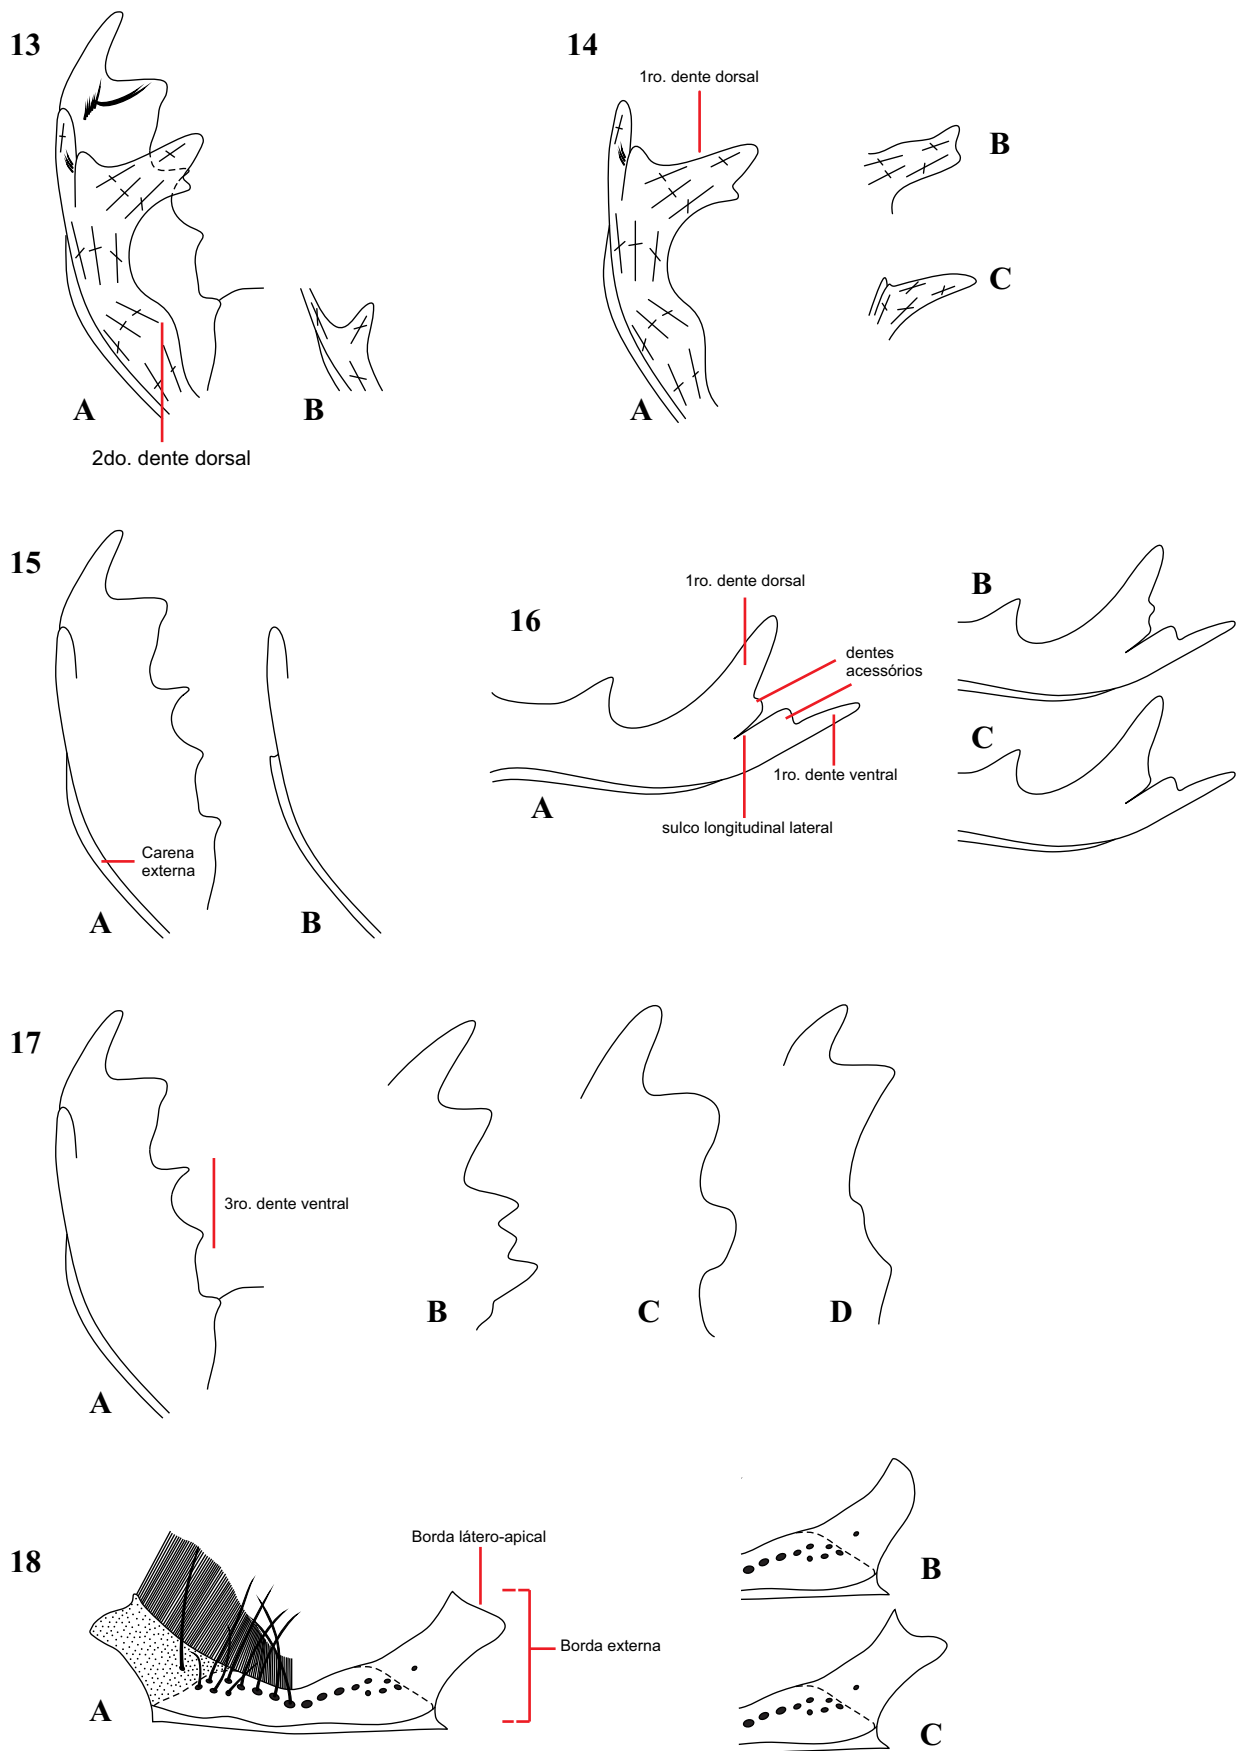 13
A
2do. dente dorsal
B
14
1ro. dente dorsal
A
B
C
15
Carena
externa
A
B
16
1ro. dente dorsal
dentes
acessórios
1ro. dente ventral
sulco longitudinal lateral
A
B
C
17
3ro. dente ventral
A
B
C
D
18
Borda látero-apical
Borda externa
A
B
C